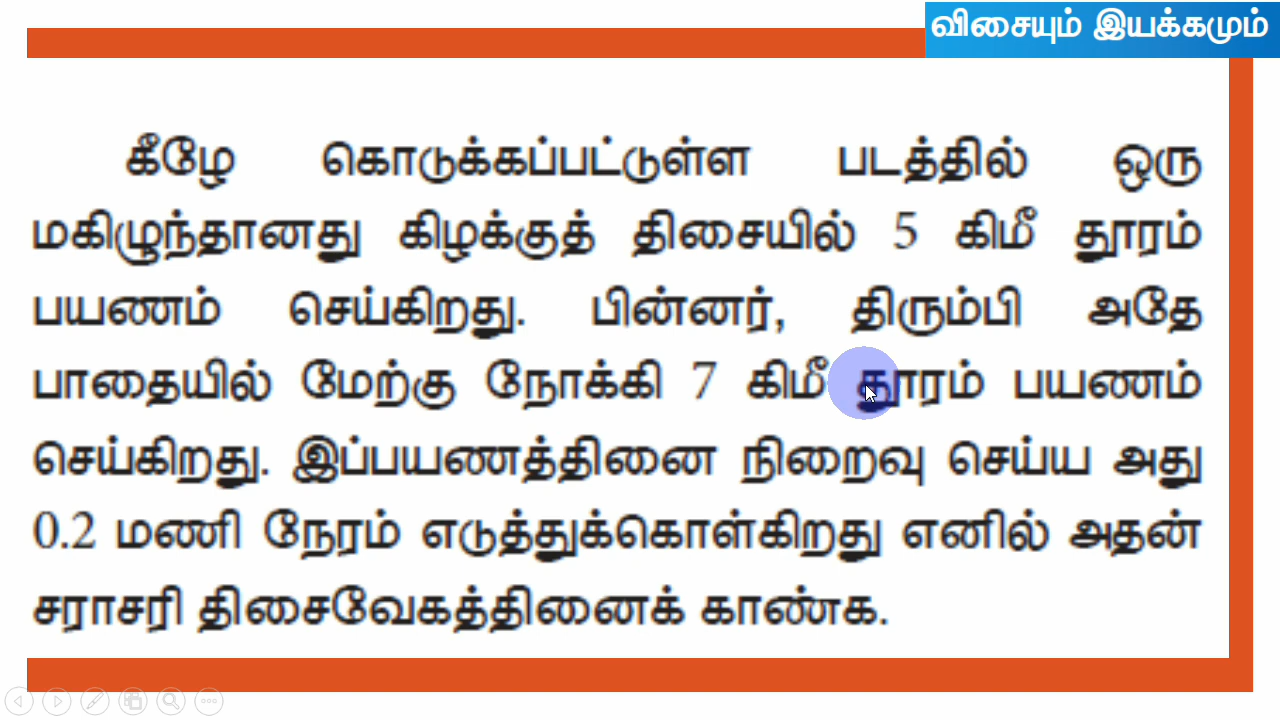 விசையும் இயக்கமும்
கீழே கொடுக்கப்பட்டுள்ள படத்தில் ஒரு
மகிழுந்தானது கிழக்குத் திசையில் 5 கிமீ தூரம்
பயணம் செய்கிறது. பின்னர், திரும்பி அதே
பாதையில் மேற்கு நோக்கி 7 கிமீ தூரம் பயணம்
செய்கிறது. இப்பயணத்தினை நிறைவு செய்ய அது
0.2 மணி நேரம் எடுத்துக்கொள்கிறது எனில் அதன்
சராசரி திசைவேகத்தினைக் காண்க.